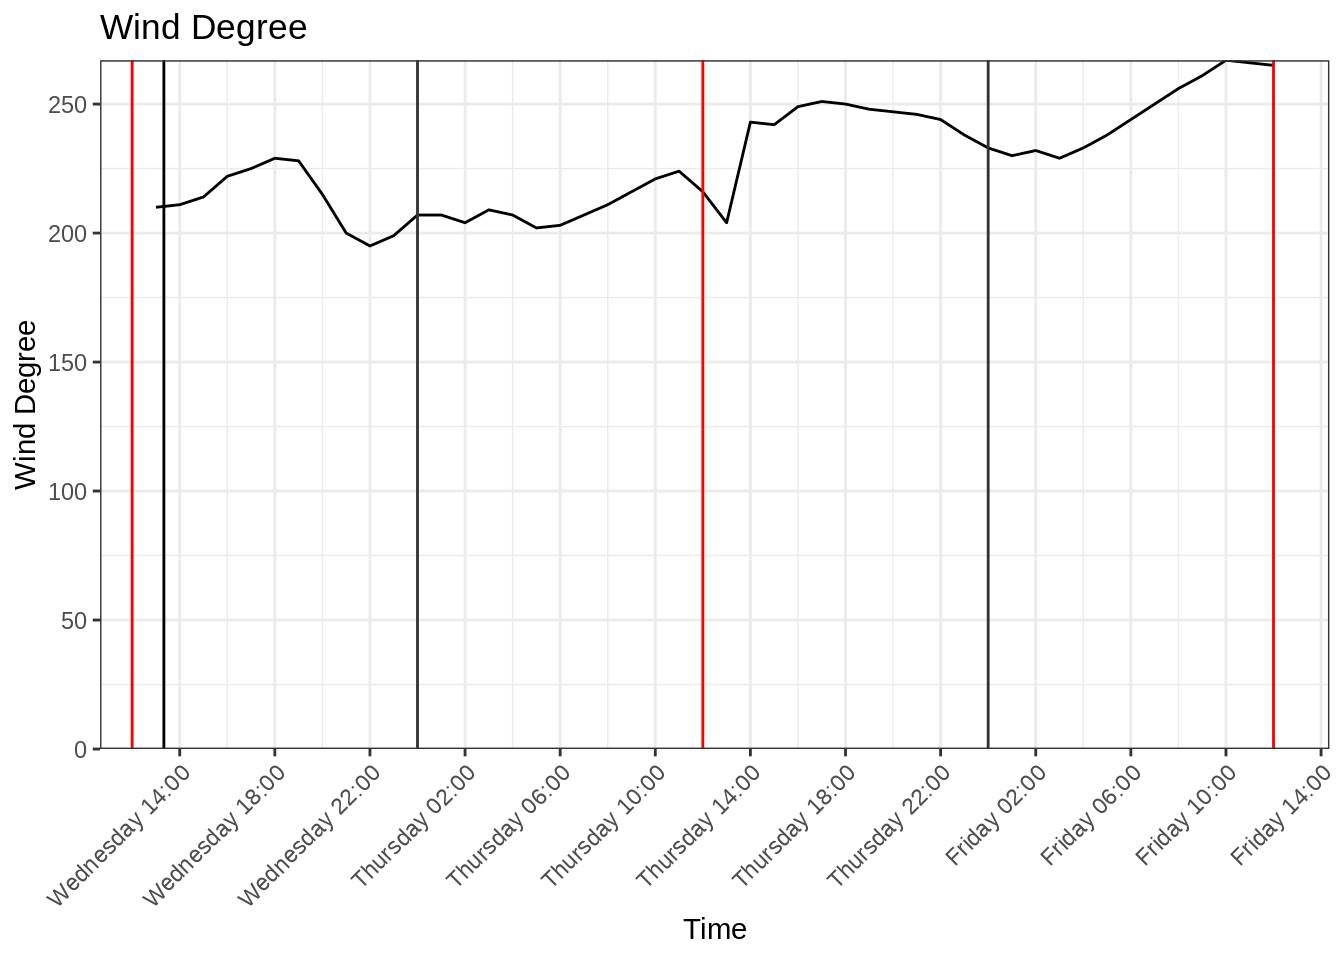 Wind Degree
Wind Degree
250
200
150
100
50
0
Wednesday 14:00
Wednesday 18:00
Wednesday 22:00
Thursday 02:00
Thursday 06:00
Thursday 10:00
Thursday 14:00
Thursday 18:00
Thursday 22:00
Friday 02:00
Friday 06:00
Friday 10:00
Friday 14:00
Time